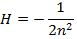 H = − 1/(2n²)